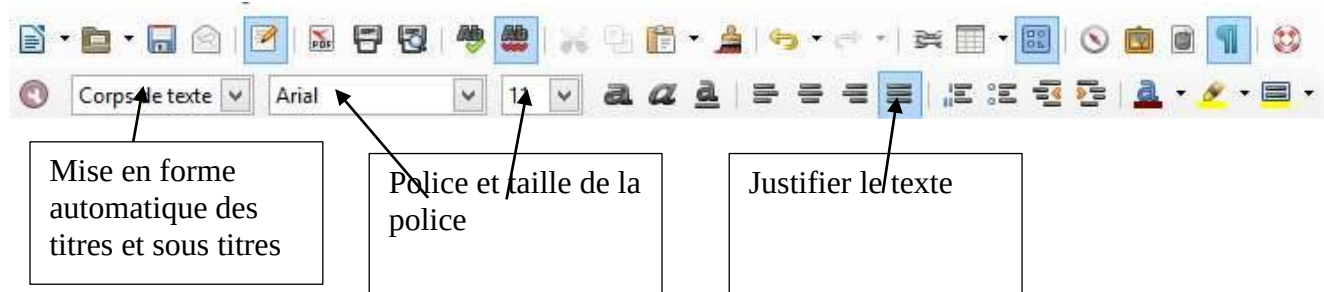 Corps de texte Arial 11
Mise en forme
automatique des
titres et sous titres
Police et taille de la
police
Justifier le texte